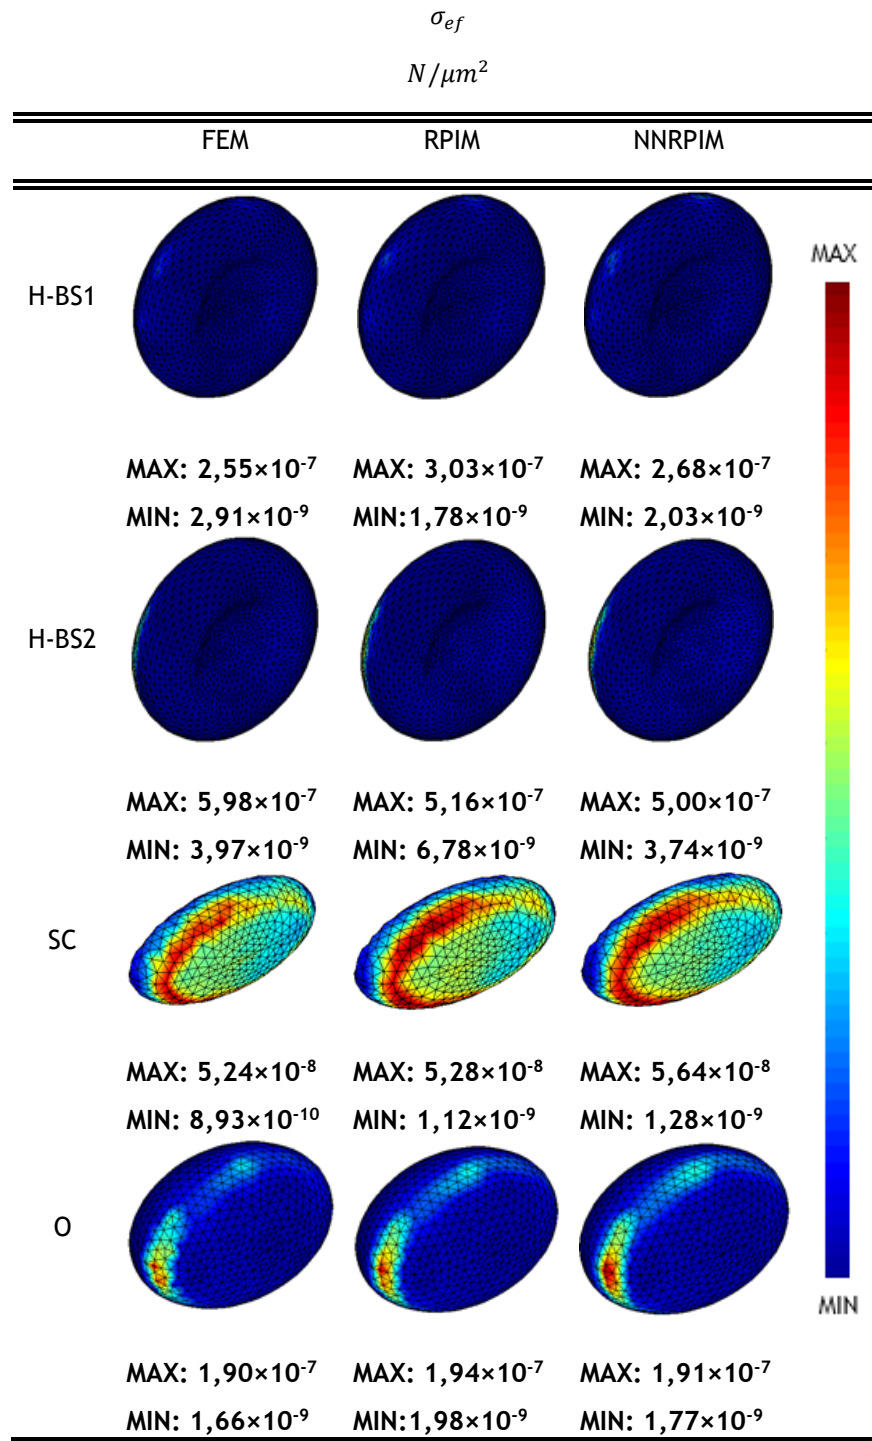 σ_ef
N/μm²
FEM RPIM NNRPIM
MAX
H-BS1
MAX: 2,55×10⁻⁷ MAX: 3,03×10⁻⁷ MAX: 2,68×10⁻⁷
MIN: 2,91×10⁻⁹ MIN:1,78×10⁻⁹ MIN: 2,03×10⁻⁹
H-BS2
MAX: 5,98×10⁻⁷ MAX: 5,16×10⁻⁷ MAX: 5,00×10⁻⁷
MIN: 3,97×10⁻⁹ MIN: 6,78×10⁻⁹ MIN: 3,74×10⁻⁹
SC
MAX: 5,24×10⁻⁸ MAX: 5,28×10⁻⁸ MAX: 5,64×10⁻⁸
MIN: 8,93×10⁻¹⁰ MIN: 1,12×10⁻⁹ MIN: 1,28×10⁻⁹
O
MIN
MAX: 1,90×10⁻⁷ MAX: 1,94×10⁻⁷ MAX: 1,91×10⁻⁷
MIN: 1,66×10⁻⁹ MIN:1,98×10⁻⁹ MIN: 1,77×10⁻⁹